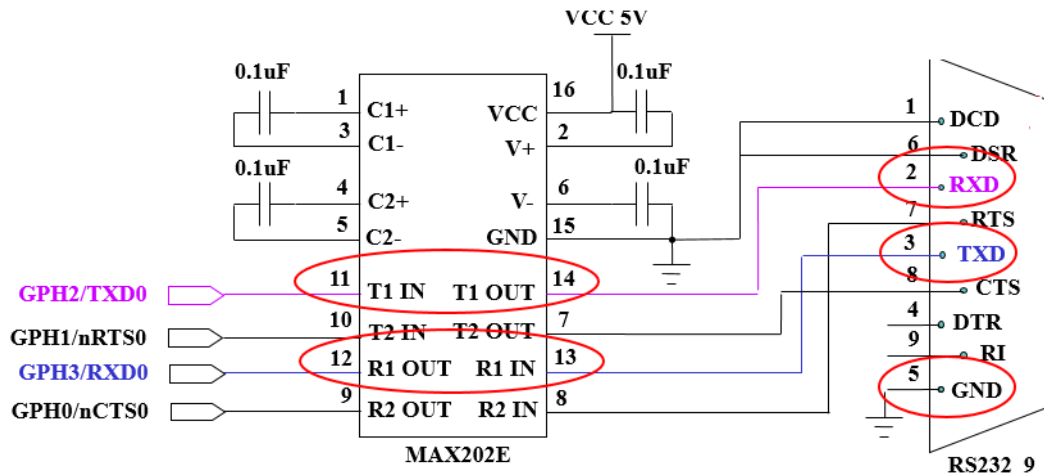 VCC 5V
0.1uF
0.1uF
1
C1+
VCC
16
3
C1-
V+
2
0.1uF
0.1uF
4
C2+
V-
6
5
C2-
GND
15
GPH2/TXD0
11
T1 IN
T1 OUT
14
GPH1/nRTS0
10
T2 IN
T2 OUT
7
GPH3/RXD0
12
R1 OUT
R1 IN
13
GPH0/nCTS0
9
R2 OUT
R2 IN
8
MAX202E
1
DCD
6
DSR
2
RXD
7
RTS
3
TXD
8
CTS
4
DTR
9
RI
5
GND
RS232 9